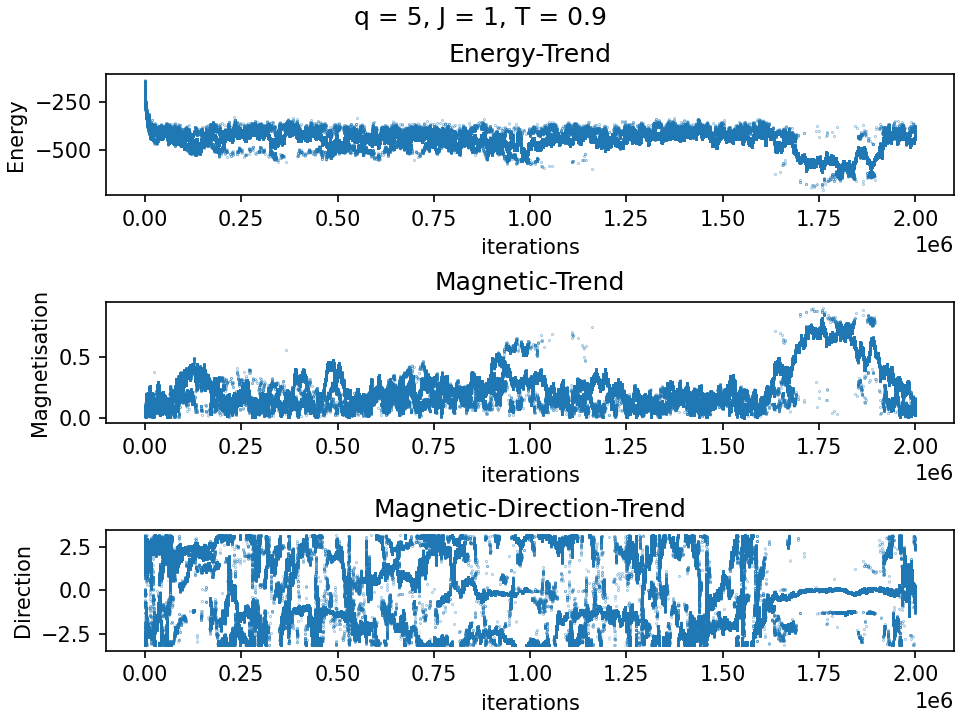 q = 5, J = 1, T = 0.9
Energy-Trend
Energy
−250
−500
0.00 0.25 0.50 0.75 1.00 1.25 1.50 1.75 2.00
iterations
1e6
Magnetic-Trend
Magnetisation
0.5
0.0
0.00 0.25 0.50 0.75 1.00 1.25 1.50 1.75 2.00
iterations
1e6
Magnetic-Direction-Trend
Direction
2.5
0.0
−2.5
0.00 0.25 0.50 0.75 1.00 1.25 1.50 1.75 2.00
iterations
1e6